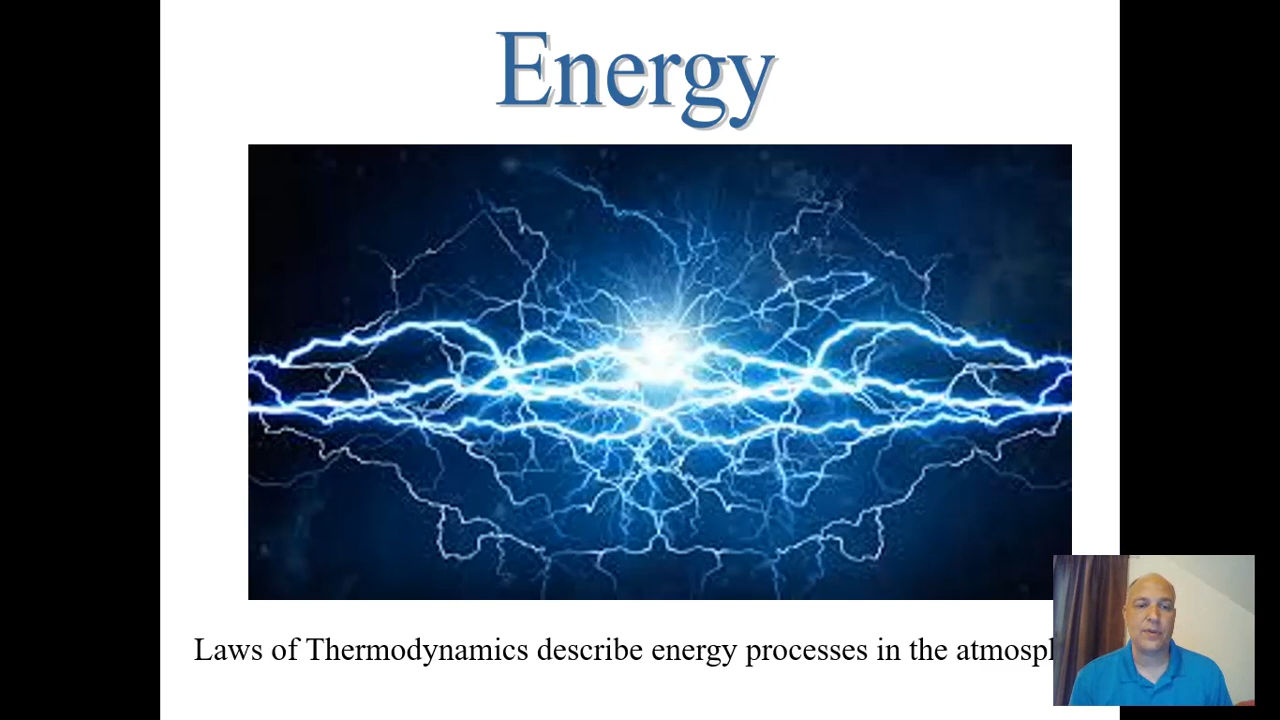 Energy
Laws of Thermodynamics describe energy processes in the